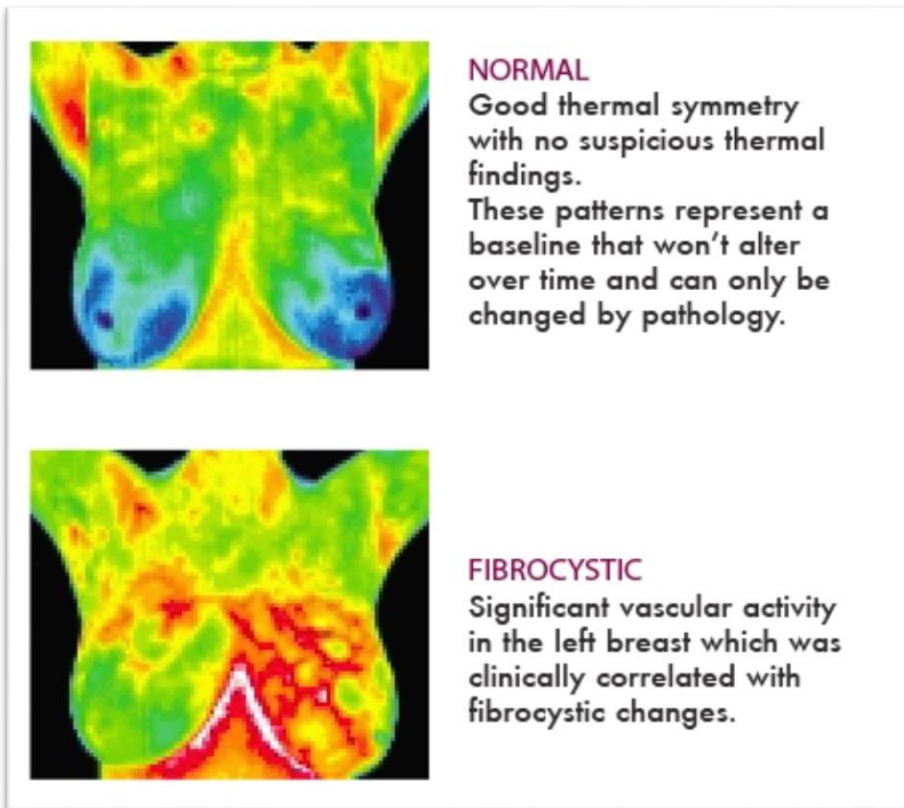 NORMAL
Good thermal symmetry
with no suspicious thermal
findings.
These patterns represent a
baseline that won't alter
over time and can only be
changed by pathology.
FIBROCYSTIC
Significant vascular activity
in the left breast which was
clinically correlated with
fibrocystic changes.